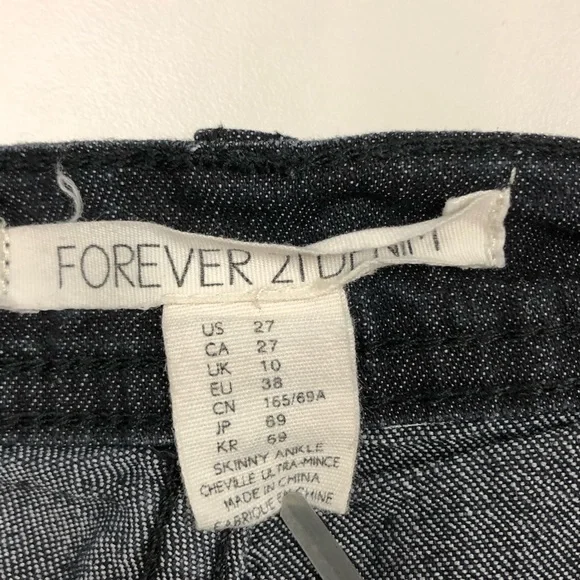 FOREVER 21 DENIM
US 27
CA 27
UK 10
EU 38
CN 165/69A
JP 69
KR 69
SKINNY ANKLE
CHEVILLE ULTRA-MINCE
MADE IN CHINA
FABRIQUE EN CHINE